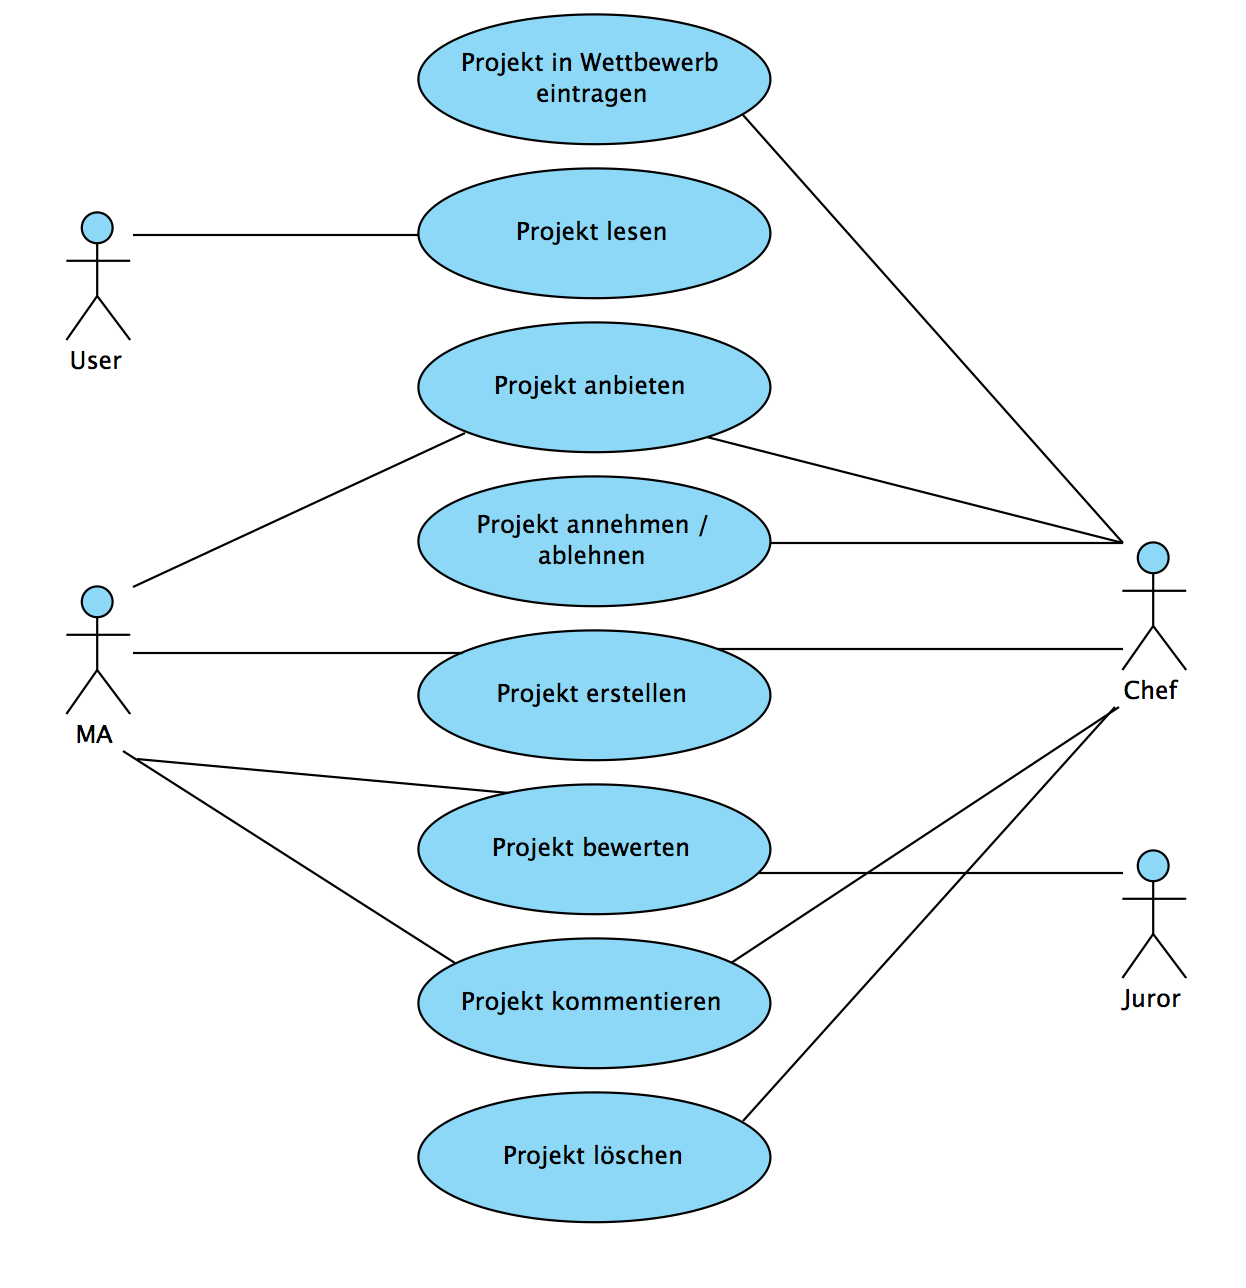 Projekt in Wettbewerb
eintragen
Projekt lesen
User
Projekt anbieten
Projekt annehmen /
ablehnen
Projekt erstellen
Chef
MA
Projekt bewerten
Projekt kommentieren
Juror
Projekt löschen